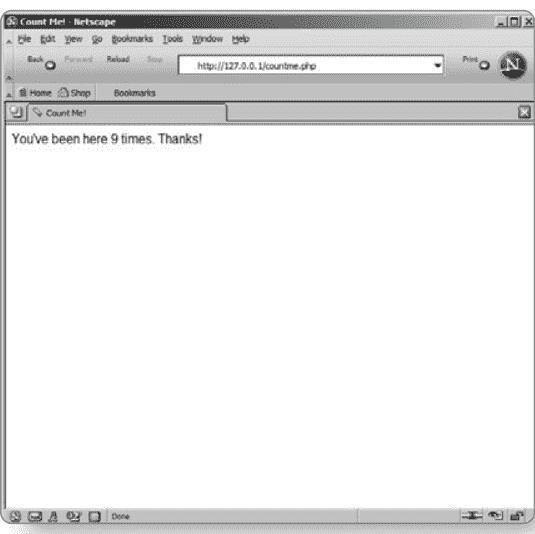 Count Me! - Netscape
File Edit View Go Bookmarks Tools Window Help
Back Forward Reload Stop http://127.0.0.1/countme.php Print N
Home Shop Bookmarks
Count Me!
You've been here 9 times. Thanks!
Done